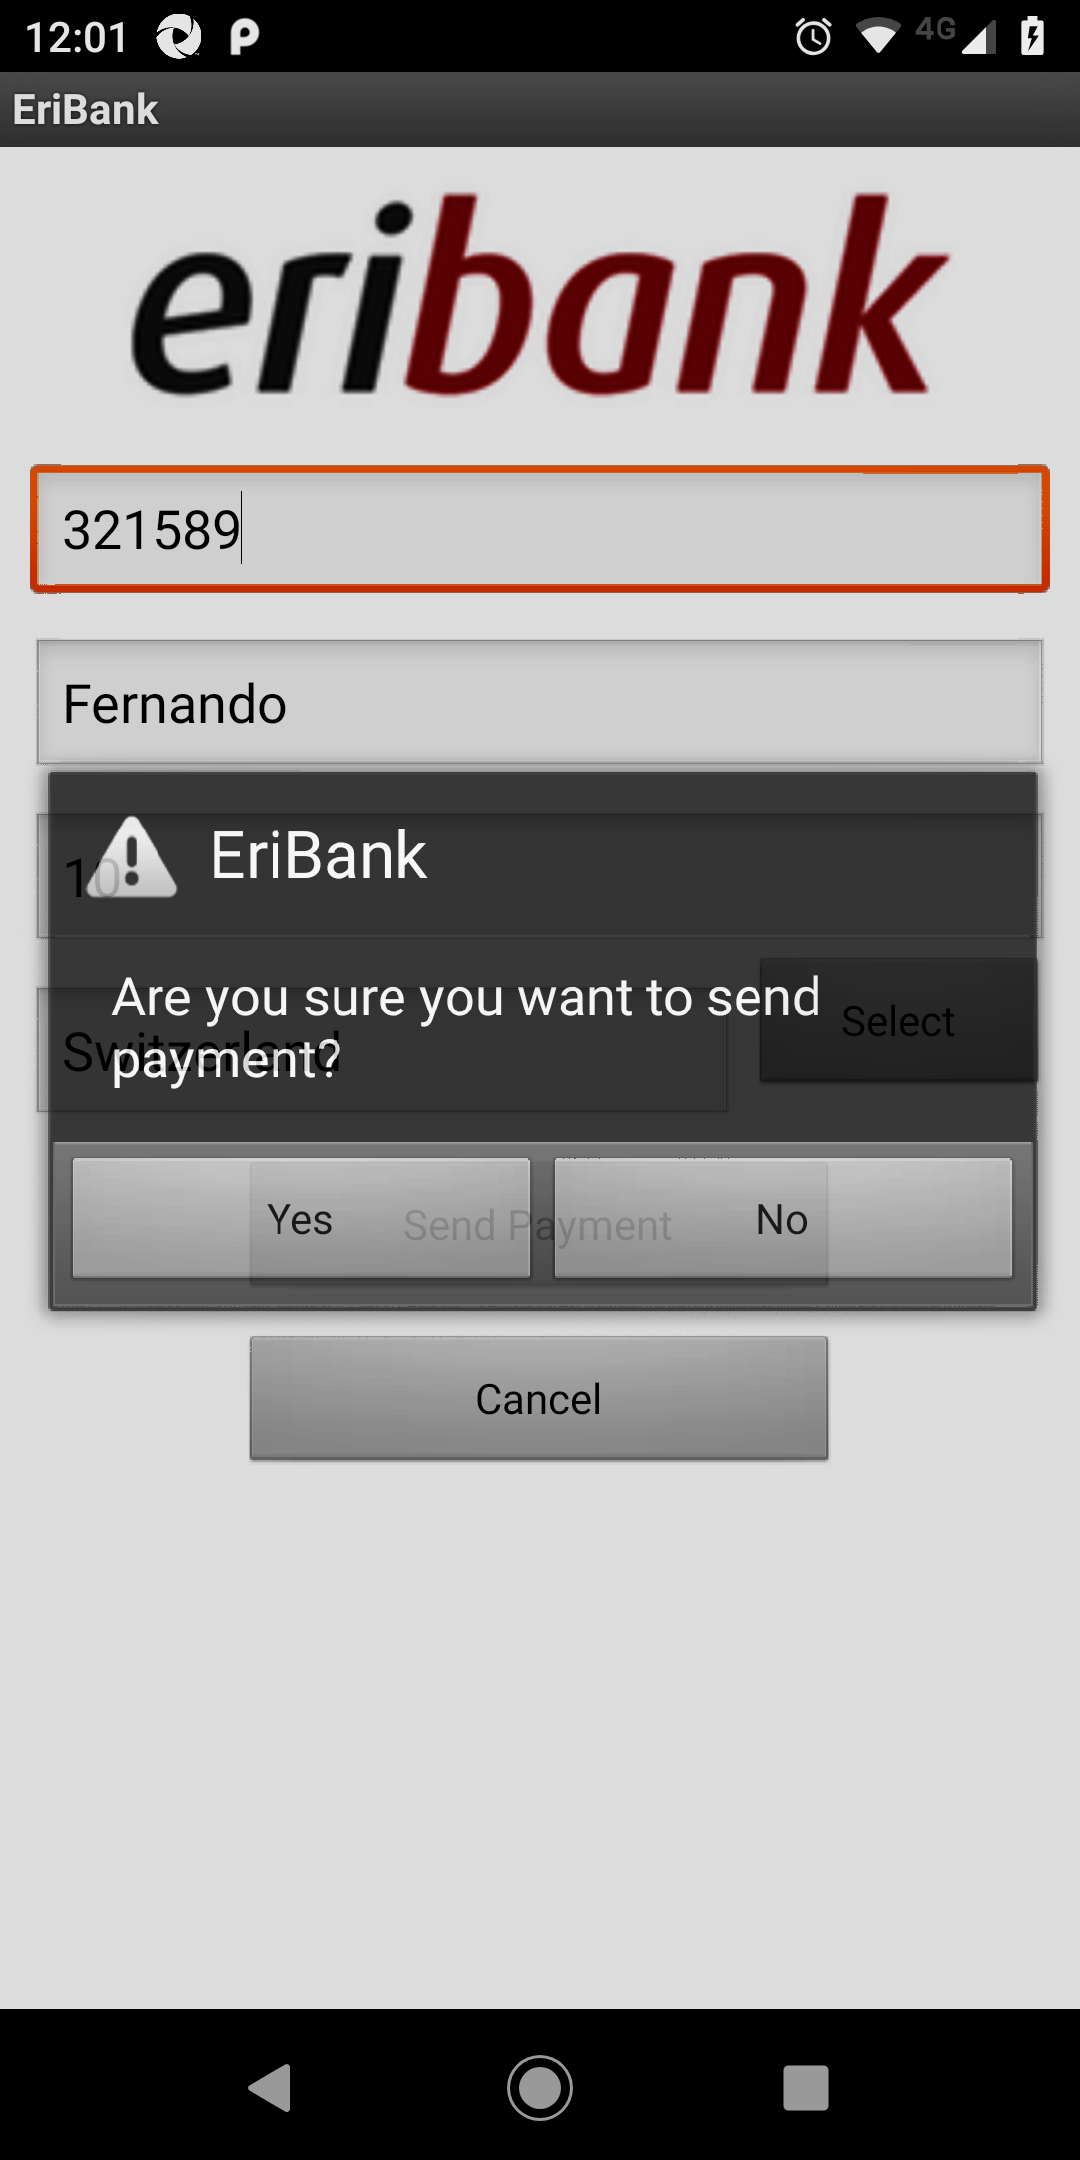 12:01
4G
EriBank
eribank
321589
Fernando
10
EriBank
Are you sure you want to send
payment?
Switzerland
Select
Yes
Send Payment
No
Cancel